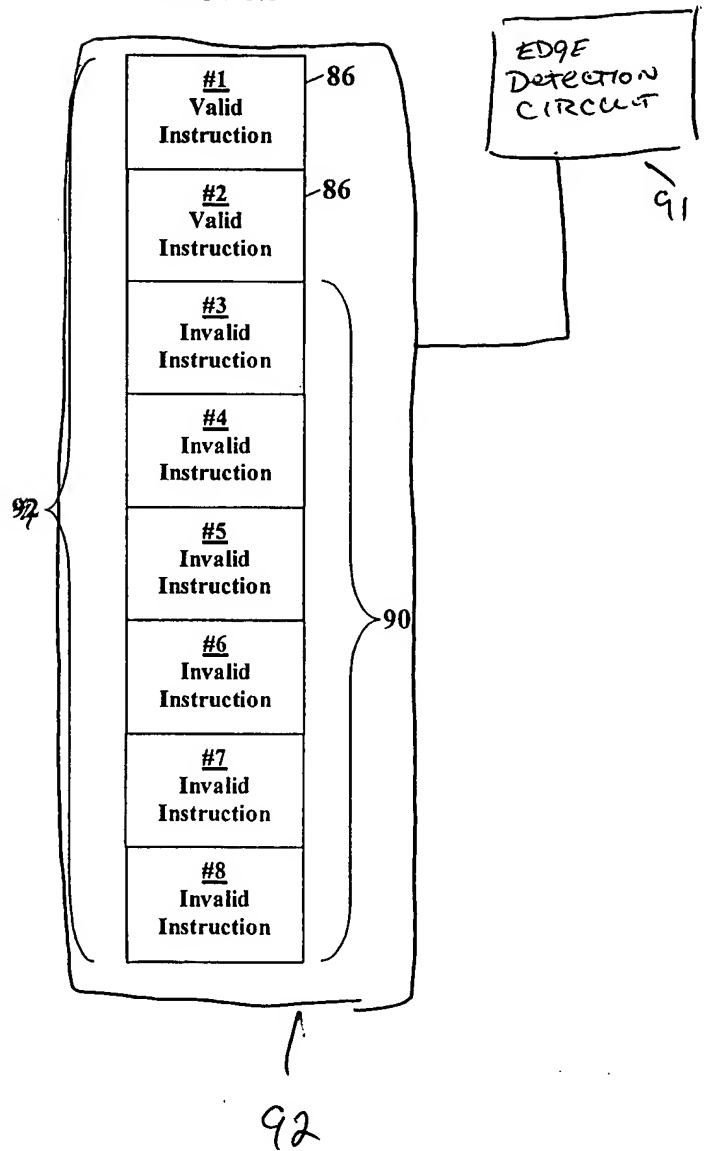 EDGE
Detection
CIRCUIT
91
#1
Valid
Instruction
86
#2
Valid
Instruction
86
#3
Invalid
Instruction
#4
Invalid
Instruction
#5
Invalid
Instruction
#6
Invalid
Instruction
#7
Invalid
Instruction
#8
Invalid
Instruction
90
92